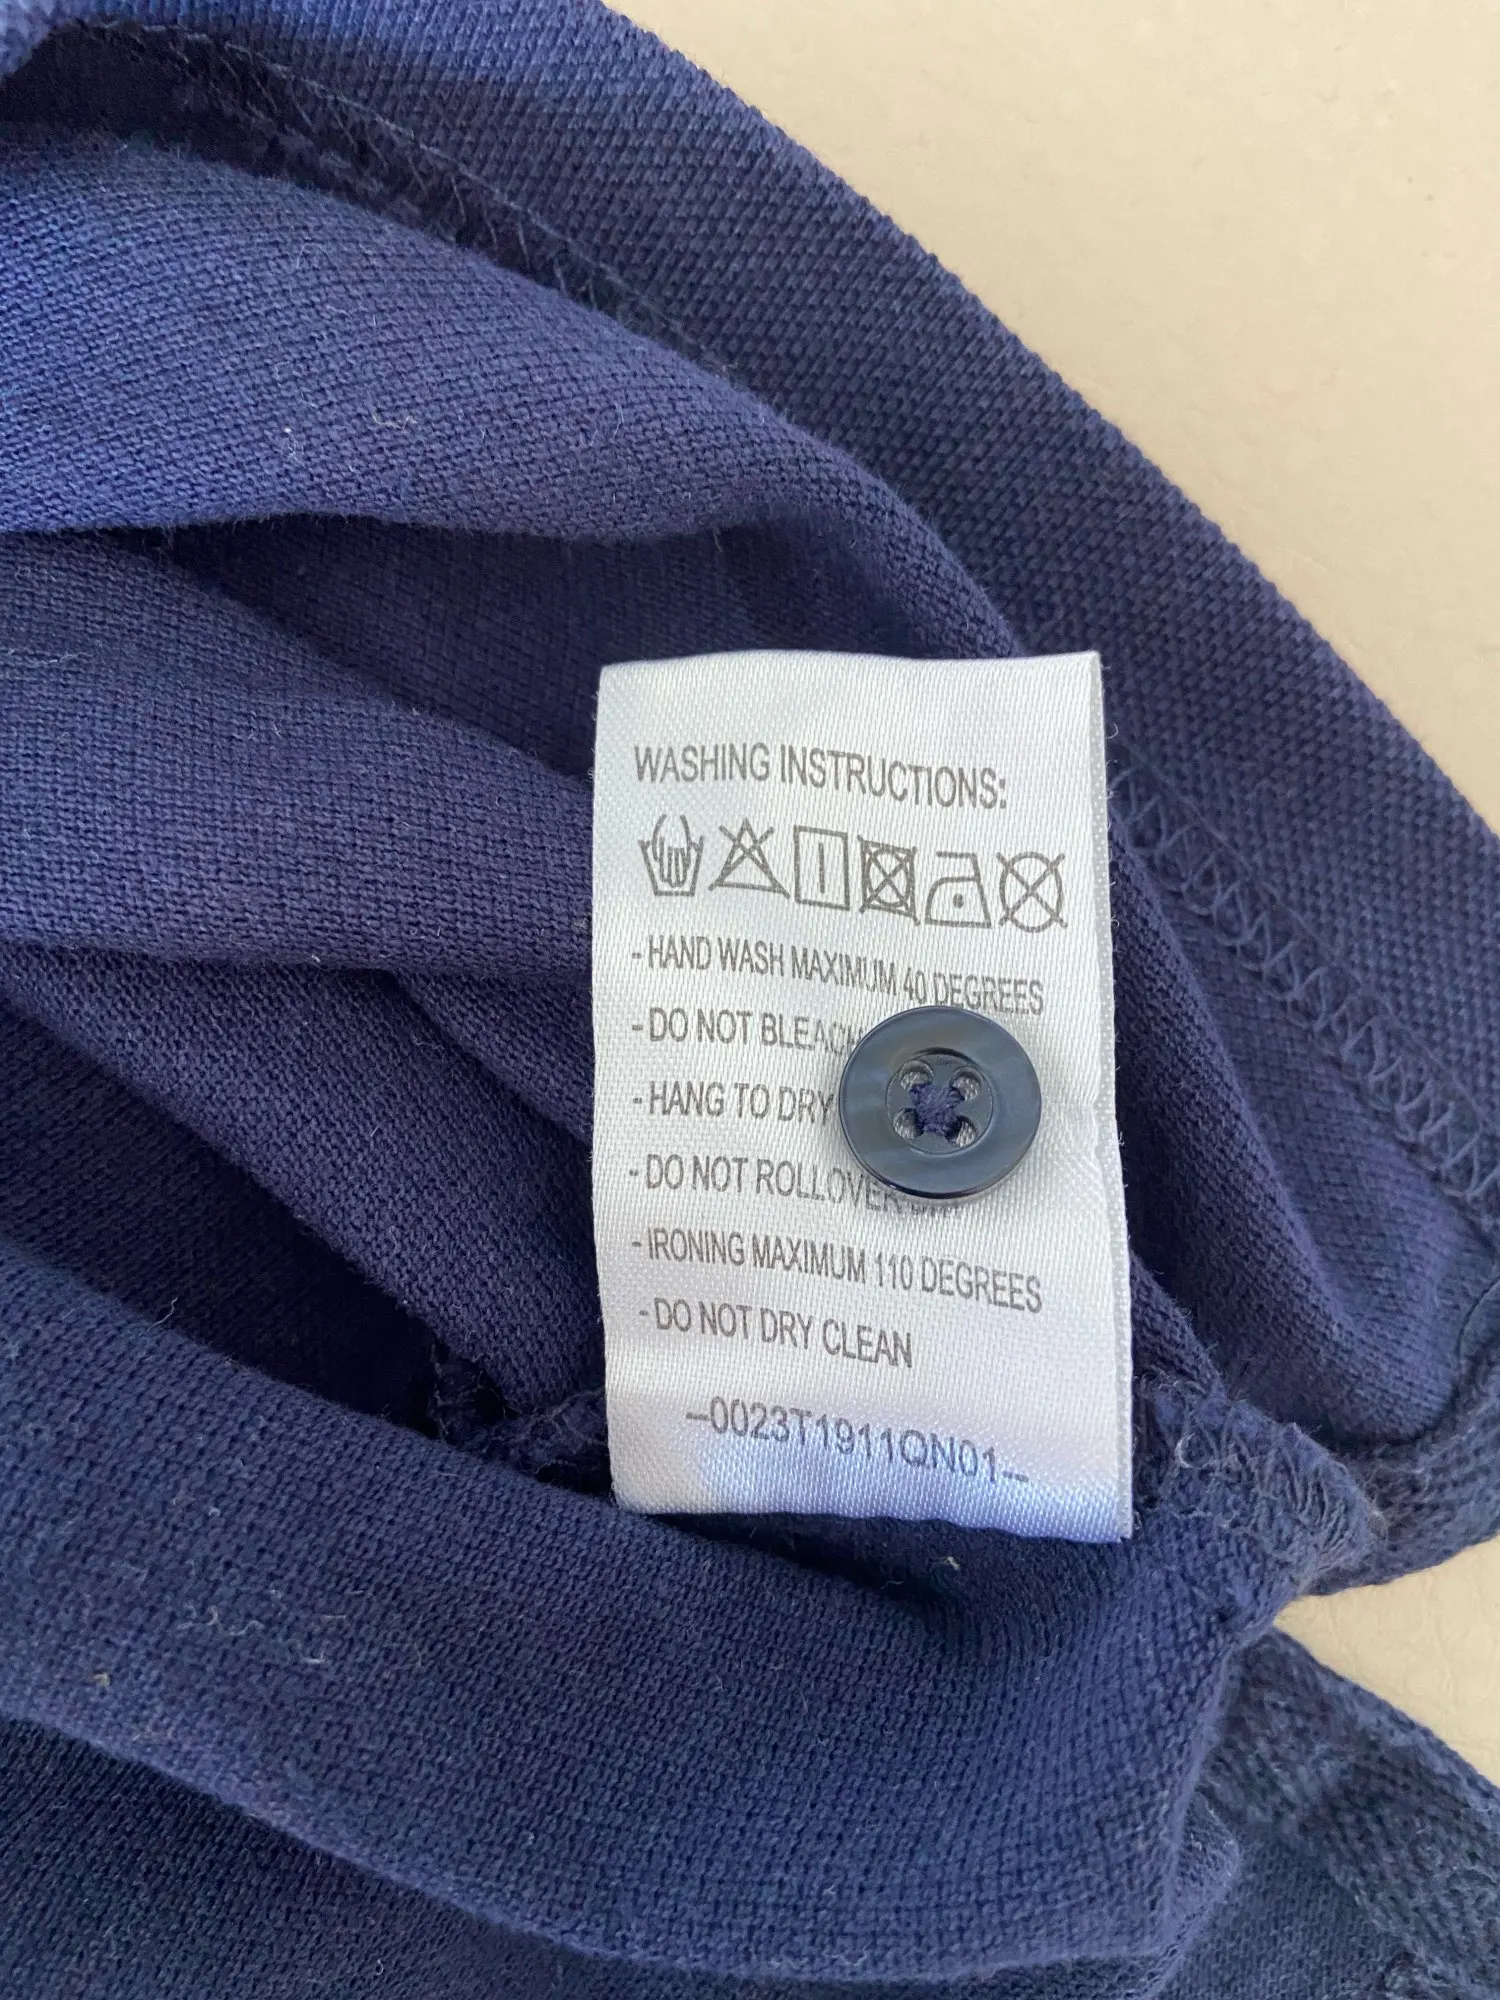 WASHING INSTRUCTIONS:
- HAND WASH MAXIMUM 40 DEGREES
- DO NOT BLEACH
- HANG TO DRY
- DO NOT ROLLOVER
- IRONING MAXIMUM 110 DEGREES
- DO NOT DRY CLEAN
–0023T1911QN01--